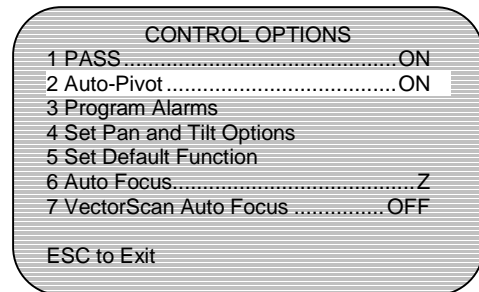 CONTROL OPTIONS
1 PASS..............................................ON
2 Auto-Pivot.......................................ON
3 Program Alarms
4 Set Pan and Tilt Options
5 Set Default Function
6 Auto Focus.........................................Z
7 VectorScan Auto Focus...............OFF
ESC to Exit